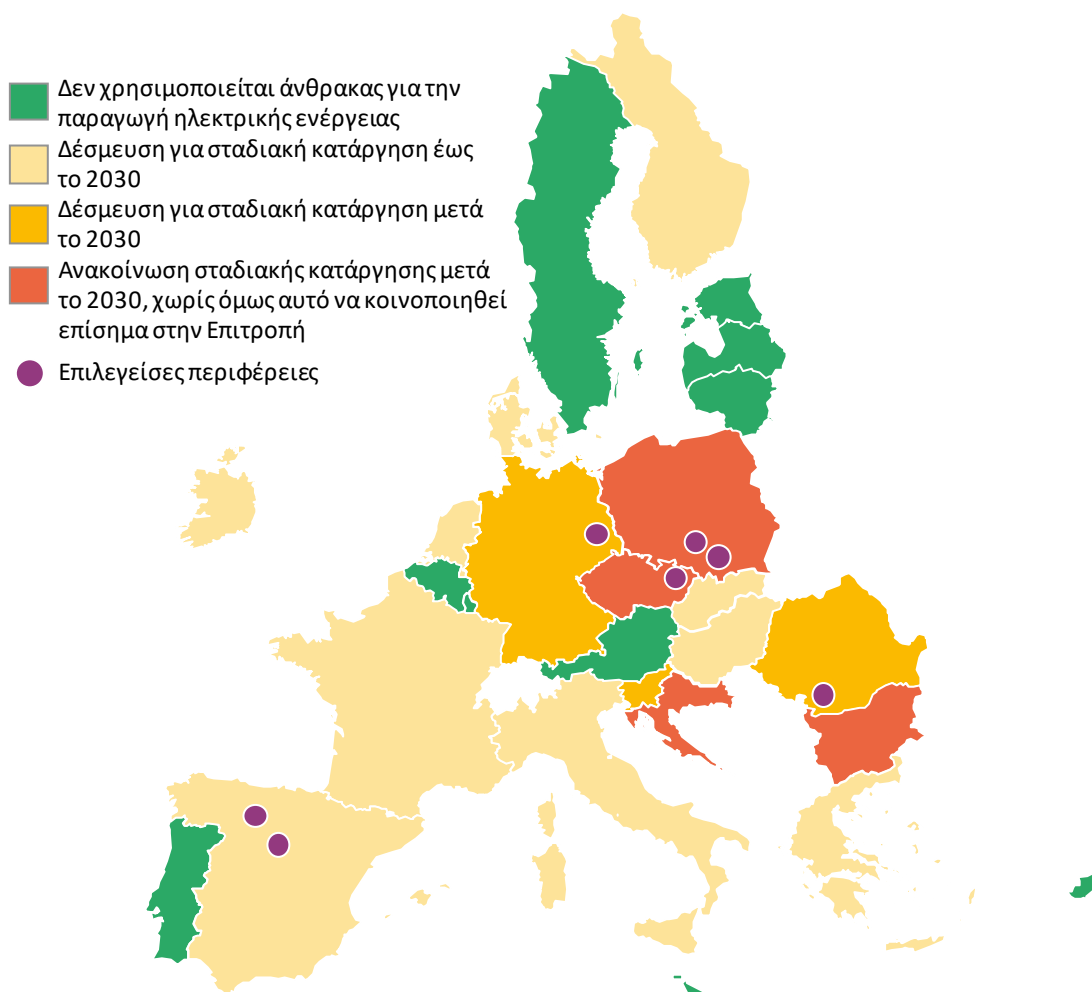 Δεν χρησιμοποιείται άνθρακας για την
παραγωγή ηλεκτρικής ενέργειας
Δέσμευση για σταδιακή κατάργηση έως
το 2030
Δέσμευση για σταδιακή κατάργηση μετά
το 2030
Ανακοίνωση σταδιακής κατάργησης μετά
το 2030, χωρίς όμως αυτό να κοινοποιηθεί
επίσημα στην Επιτροπή
Επιλεγείσες περιφέρειες